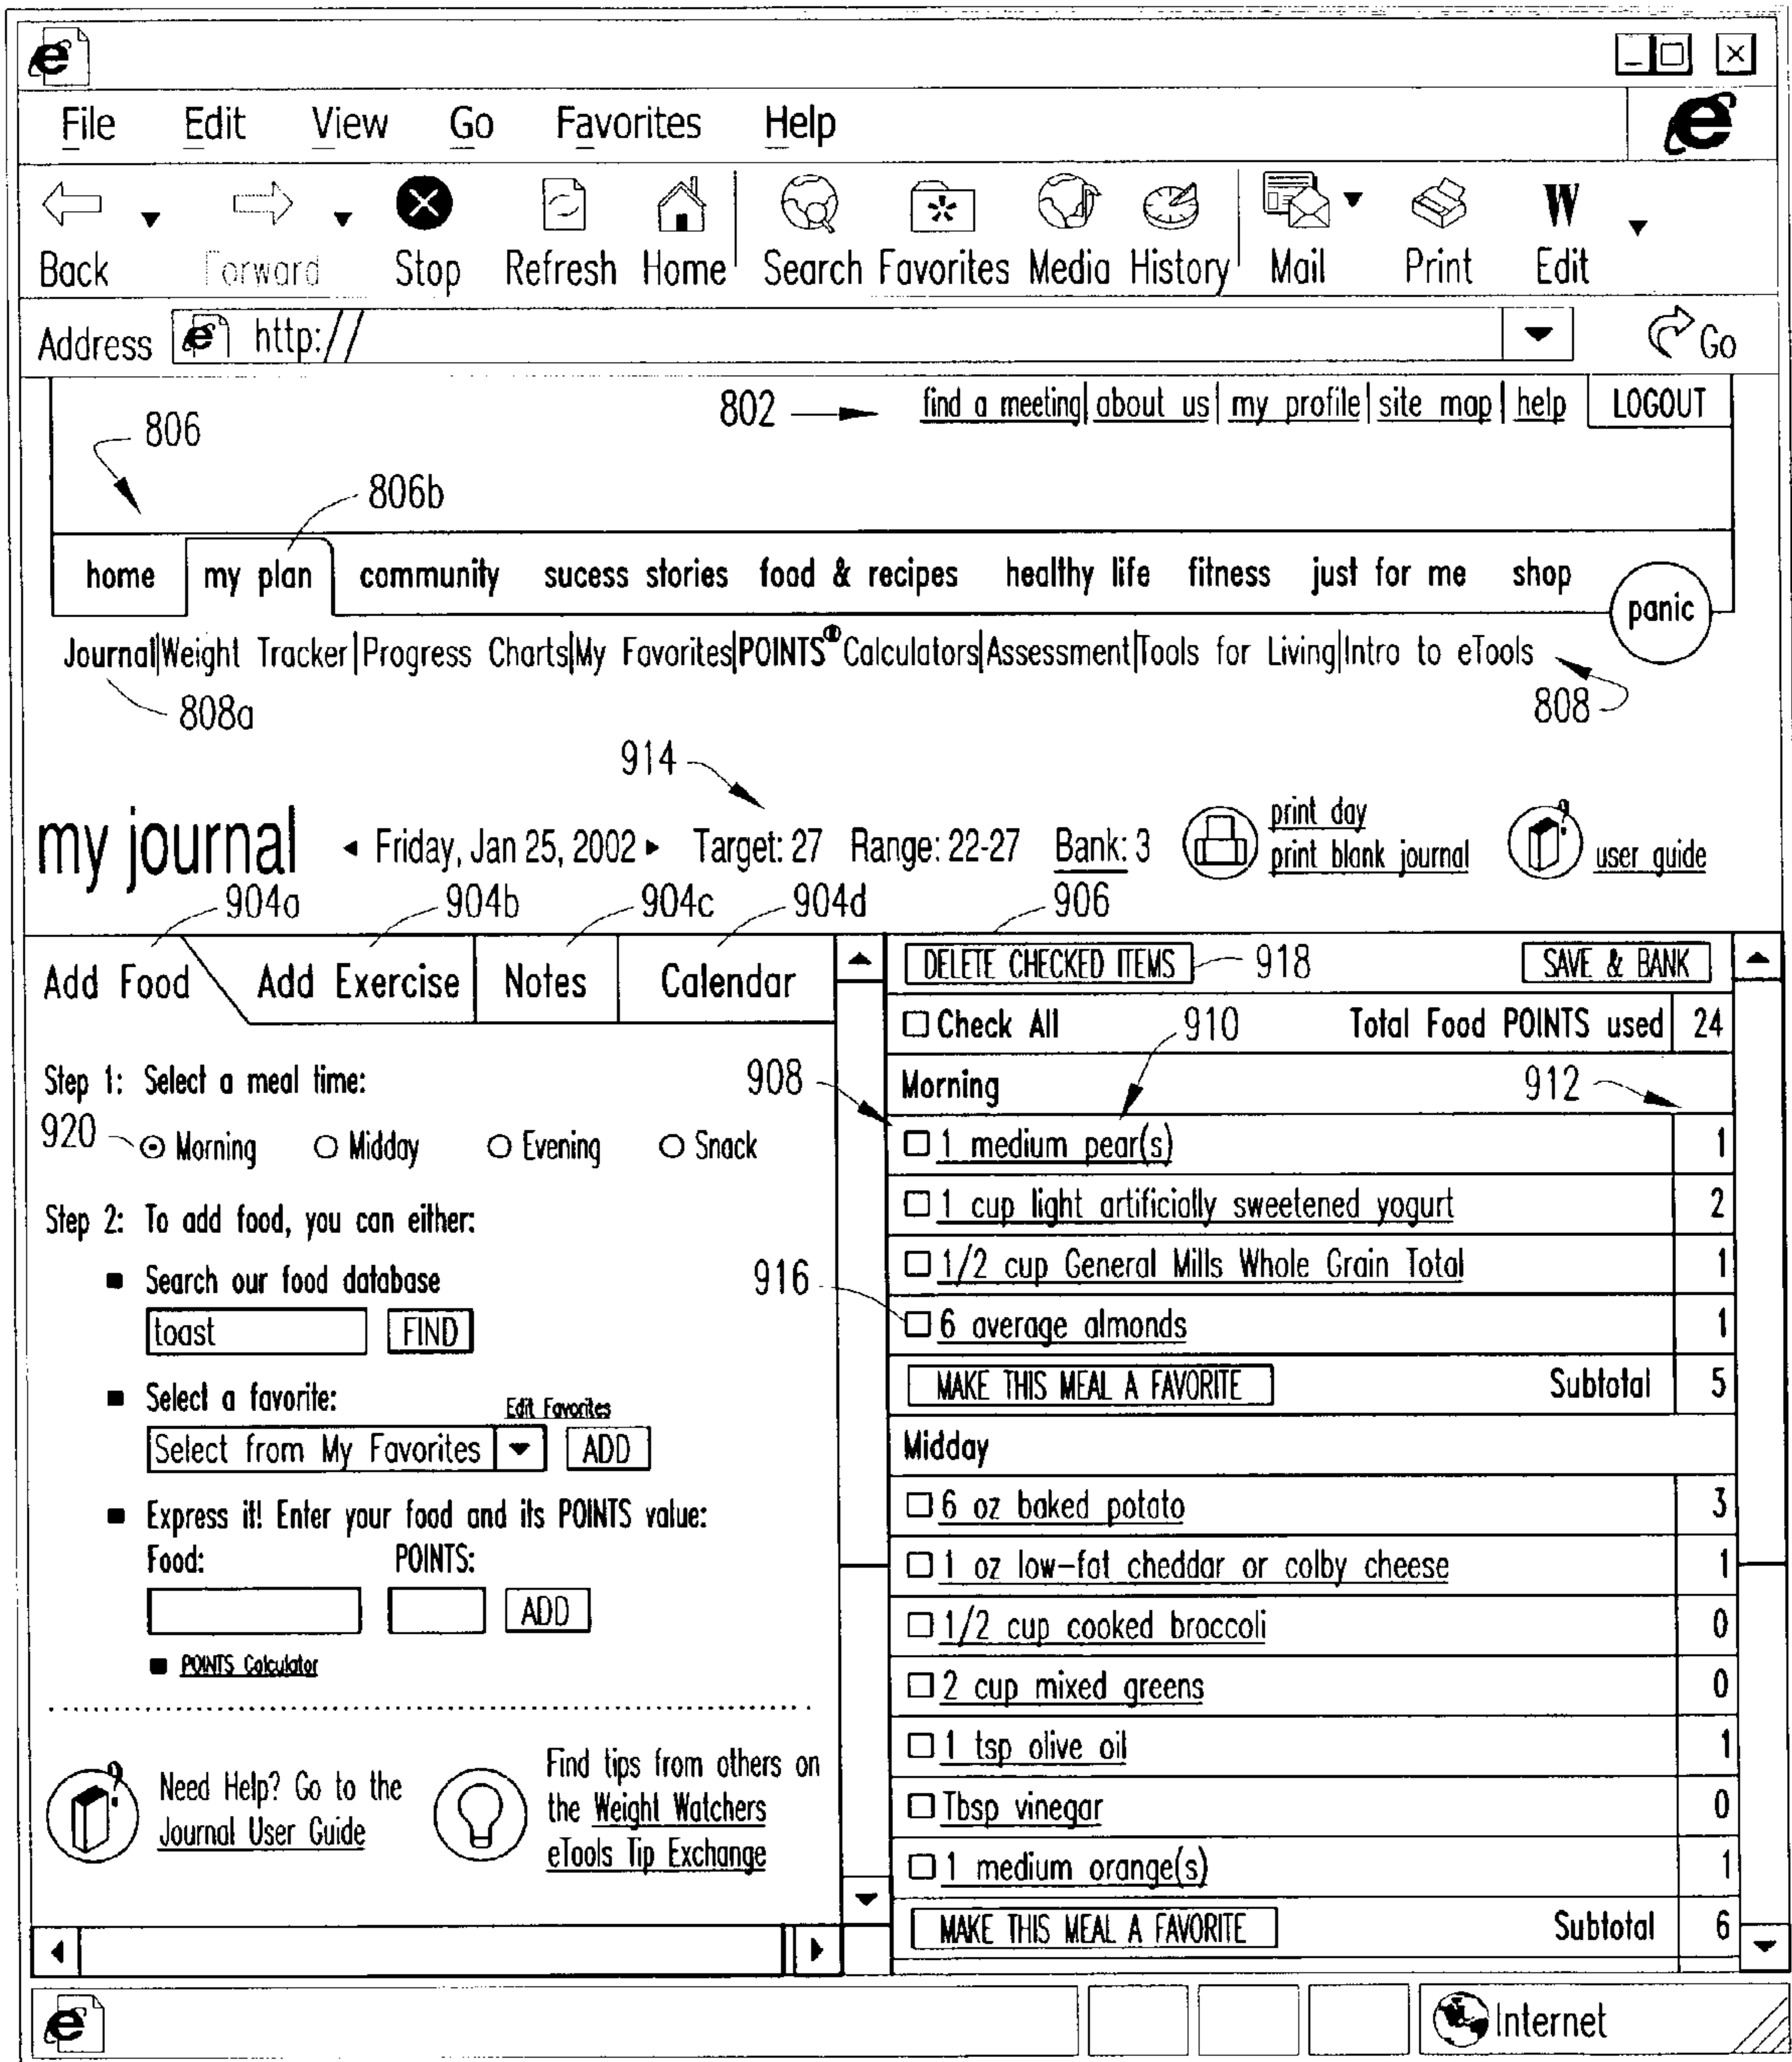 File Edit View Go Favorites Help
Back Forward Stop Refresh Home Search Favorites Media History Mail Print Edit
W
Address http:// Go
802 find a meeting| about us| my profile| site map | help LOGOUT
806
806b
home my plan community sucess stories food & recipes healthy life fitness just for me shop
panic
Journal|Weight Tracker|Progress Charts|My Favorites|POINTS® Calculators|Assessment|Tools for Living|Intro to eTools
808a 808
914
my journal Friday, Jan 25, 2002 Target: 27 Range: 22-27 Bank: 3
print day
print blank journal
user guide
904a 904b 904c 904d 906
Add Food Add Exercise Notes Calendar
Step 1: Select a meal time:
920 Morning Midday Evening Snack
Step 2: To add food, you can either:
Search our food database
toast FIND
Select a favorite: Edit Favorites
Select from My Favorites ADD
Express it! Enter your food and its POINTS value:
Food: POINTS:
ADD
POINTS Calculator
Need Help? Go to the
Journal User Guide
Find tips from others on
the Weight Watchers
eTools Tip Exchange
DELETE CHECKED ITEMS 918 SAVE & BANK
Check All 910 Total Food POINTS used 24
908 Morning 912
1 medium pear(s) 1
1 cup light artificially sweetened yogurt 2
1/2 cup General Mills Whole Grain Total 1
916 6 average almonds 1
MAKE THIS MEAL A FAVORITE Subtotal 5
Midday
6 oz baked potato 3
1 oz low-fat cheddar or colby cheese 1
1/2 cup cooked broccoli 0
2 cup mixed greens 0
1 tsp olive oil 1
Tbsp vinegar 0
1 medium orange(s) 1
MAKE THIS MEAL A FAVORITE Subtotal 6
Internet